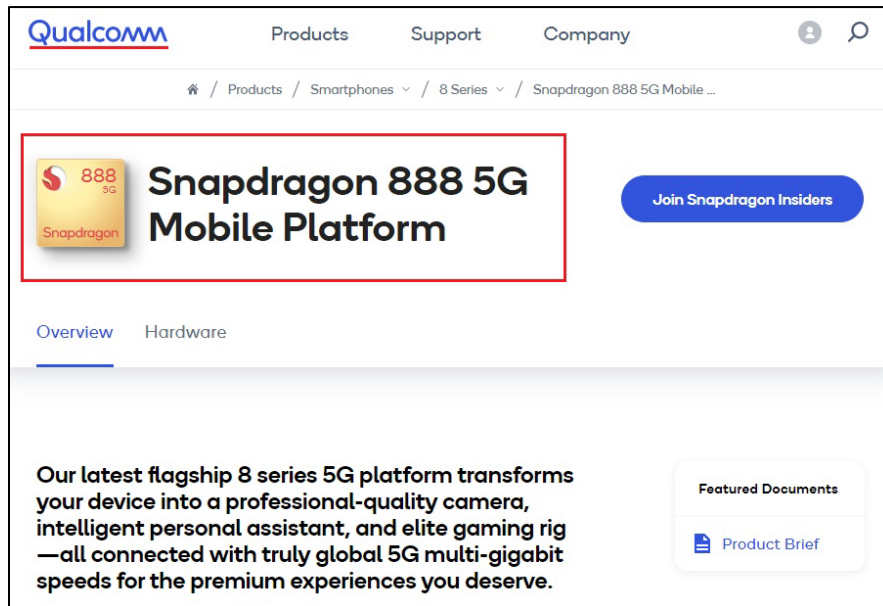 Qualcomm
Products
Support
Company
/ Products / Smartphones / 8 Series / Snapdragon 888 5G Mobile ...
888
5G
Snapdragon
Snapdragon 888 5G
Mobile Platform
Join Snapdragon Insiders
Overview
Hardware
Our latest flagship 8 series 5G platform transforms
your device into a professional-quality camera,
intelligent personal assistant, and elite gaming rig
—all connected with truly global 5G multi-gigabit
speeds for the premium experiences you deserve.
Featured Documents
Product Brief